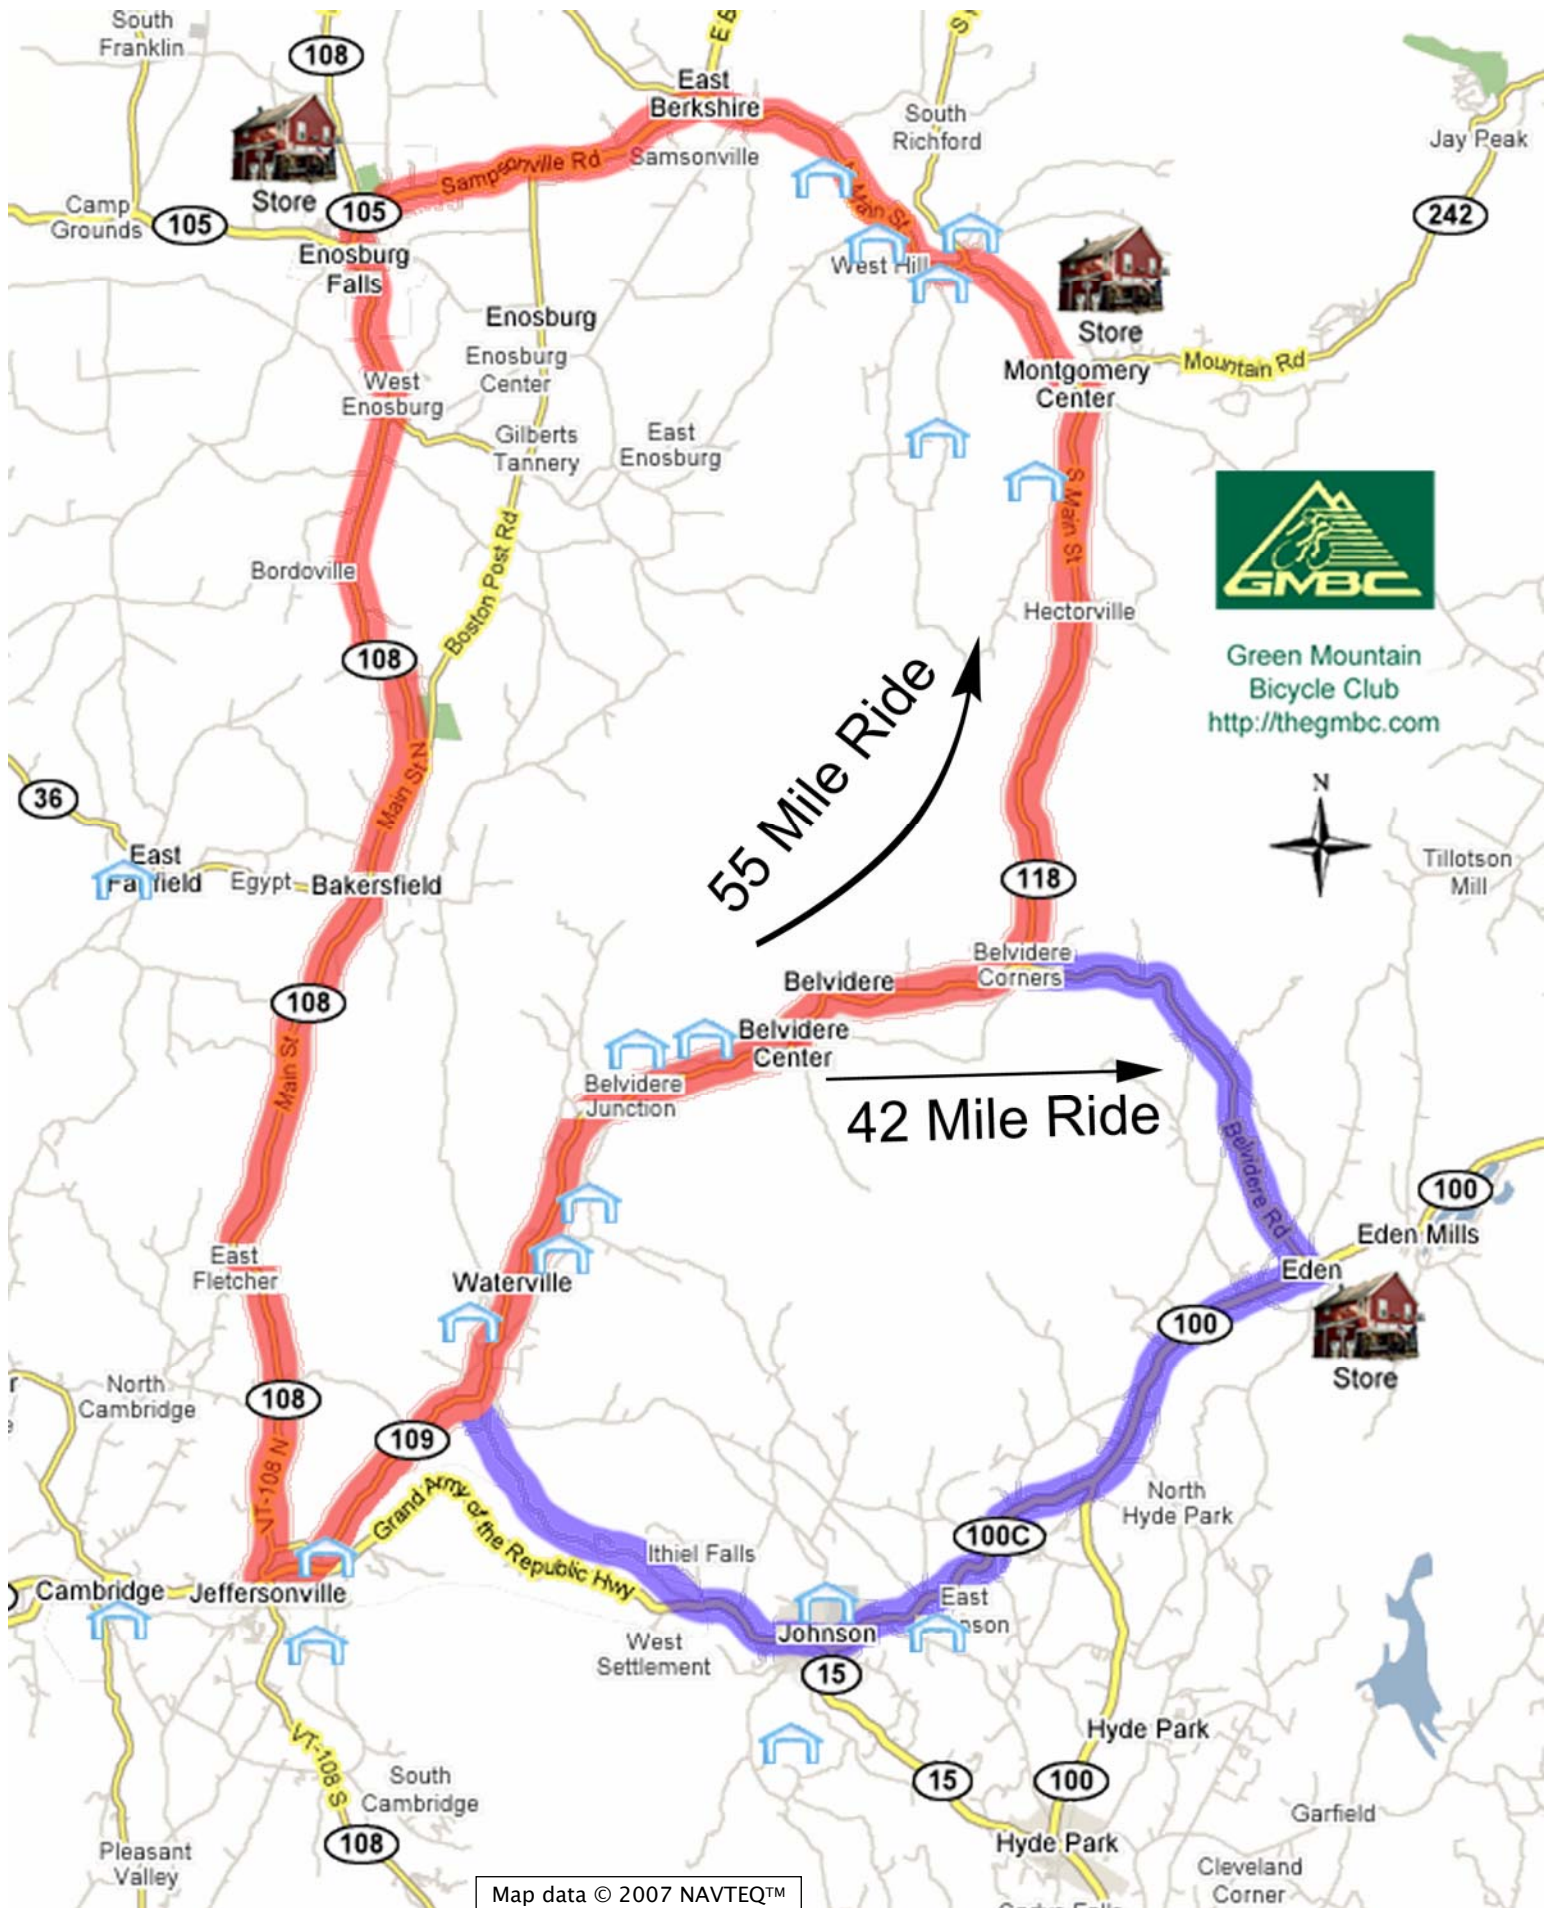 South
Franklin
108
East
Berkshire
South
Richford
Jay Peak
Store
Sampsonville Rd
Samsonville
Camp
Grounds
105
105
242
N Main St
West Hill
Enosburg
Falls
Store
Enosburg
Enosburg
Center
Mountain Rd
Montgomery
Center
West
Enosburg
Gilberts
Tannery
East
Enosburg
S Main St
GMBC
Bordoville
Boston Post Rd
Hectorville
Green Mountain
Bicycle Club
http://thegmbc.com
108
55 Mile Ride
Main St N
N
36
East
Fairfield
Egypt
Bakersfield
118
Tillotson
Mill
Belvidere
Corners
Belvidere
108
Belvidere
Center
Main St
Belvidere
Junction
42 Mile Ride
Belvidere Rd
100
Eden Mills
East
Fletcher
Waterville
Eden
100
Store
North
Cambridge
108
109
VT-108 N
Grand Army of the Republic Hwy
North
Hyde Park
100C
Ithiel Falls
Cambridge
Jeffersonville
East
Johnson
15
West
Settlement
VT-108 S
Hyde Park
15
100
South
Cambridge
Garfield
108
Hyde Park
Pleasant
Valley
Cleveland
Corner
Map data © 2007 NAVTEQ™